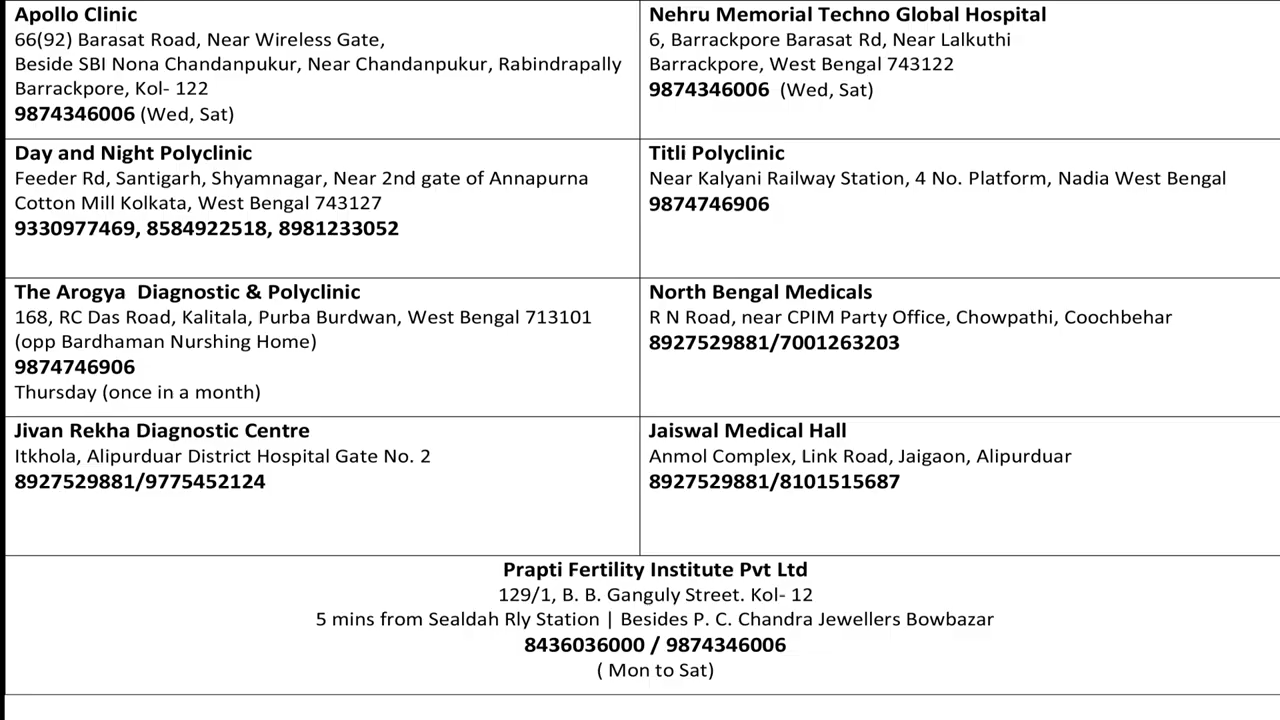 Apollo Clinic
66(92) Barasat Road, Near Wireless Gate,
Beside SBI Nona Chandanpukur, Near Chandanpukur, Rabindrapally
Barrackpore, Kol- 122
9874346006 (Wed, Sat)
Nehru Memorial Techno Global Hospital
6, Barrackpore Barasat Rd, Near Lalkuthi
Barrackpore, West Bengal 743122
9874346006 (Wed, Sat)
Day and Night Polyclinic
Feeder Rd, Santigarh, Shyamnagar, Near 2nd gate of Annapurna
Cotton Mill Kolkata, West Bengal 743127
9330977469, 8584922518, 8981233052
Titli Polyclinic
Near Kalyani Railway Station, 4 No. Platform, Nadia West Bengal
9874746906
The Arogya Diagnostic & Polyclinic
168, RC Das Road, Kalitala, Purba Burdwan, West Bengal 713101
(opp Bardhaman Nurshing Home)
9874746906
Thursday (once in a month)
North Bengal Medicals
R N Road, near CPIM Party Office, Chowpathi, Coochbehar
8927529881/7001263203
Jivan Rekha Diagnostic Centre
Itkhola, Alipurduar District Hospital Gate No. 2
8927529881/9775452124
Jaiswal Medical Hall
Anmol Complex, Link Road, Jaigaon, Alipurduar
8927529881/8101515687
Prapti Fertility Institute Pvt Ltd
129/1, B. B. Ganguly Street. Kol- 12
5 mins from Sealdah Rly Station | Besides P. C. Chandra Jewellers Bowbazar
8436036000 / 9874346006
( Mon to Sat)